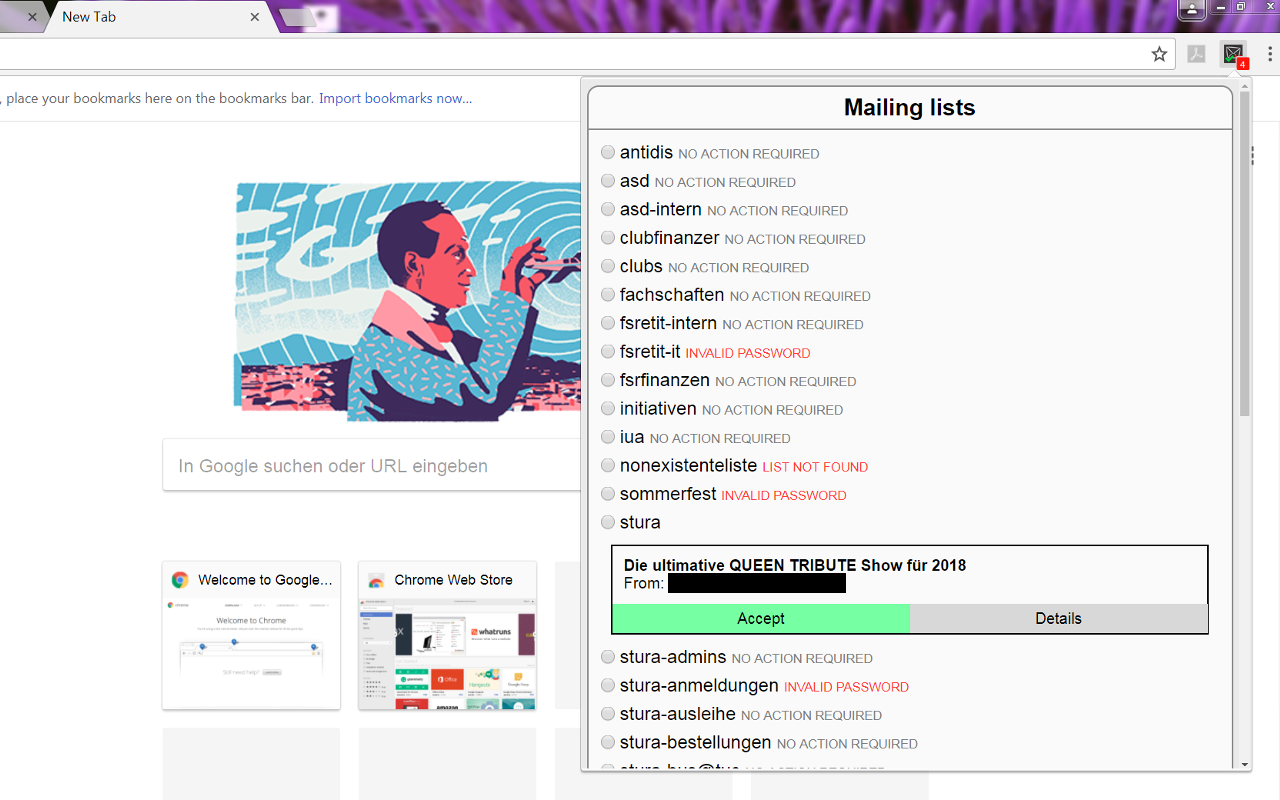 New Tab
, place your bookmarks here on the bookmarks bar. Import bookmarks now...
4
Mailing lists
antidis NO ACTION REQUIRED
asd NO ACTION REQUIRED
asd-intern NO ACTION REQUIRED
clubfinanzer NO ACTION REQUIRED
clubs NO ACTION REQUIRED
fachschaften NO ACTION REQUIRED
fsretit-intern NO ACTION REQUIRED
fsretit-it INVALID PASSWORD
fsrfinanzen NO ACTION REQUIRED
initiativen NO ACTION REQUIRED
iua NO ACTION REQUIRED
nonexistenteliste LIST NOT FOUND
sommerfest INVALID PASSWORD
stura
Die ultimative QUEEN TRIBUTE Show für 2018
From:
Accept Details
stura-admins NO ACTION REQUIRED
stura-anmeldungen INVALID PASSWORD
stura-ausleihe NO ACTION REQUIRED
stura-bestellungen NO ACTION REQUIRED
In Google suchen oder URL eingeben
Welcome to Google...
Welcome to Chrome
Still need help?
Chrome Web Store
whatruns
Office
amazon